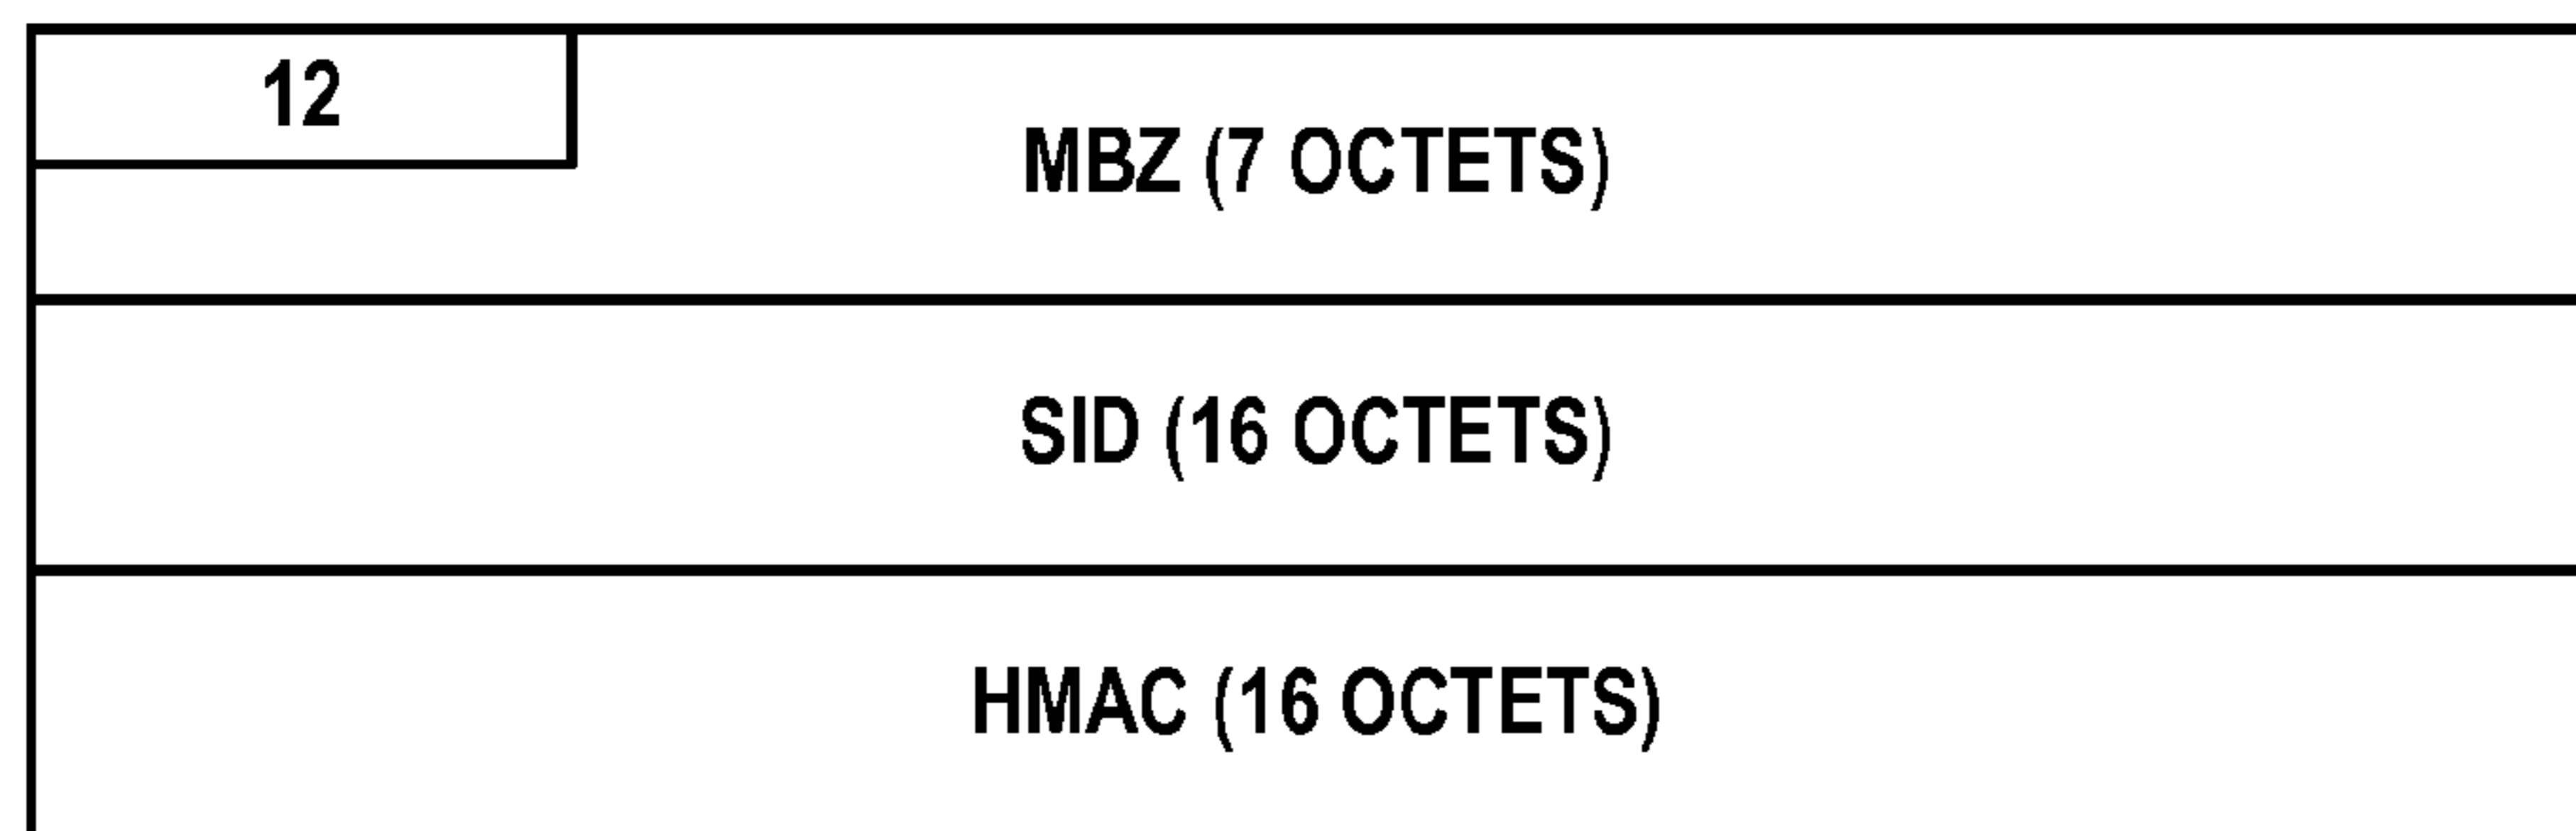 12
MBZ (7 OCTETS)
SID (16 OCTETS)
HMAC (16 OCTETS)